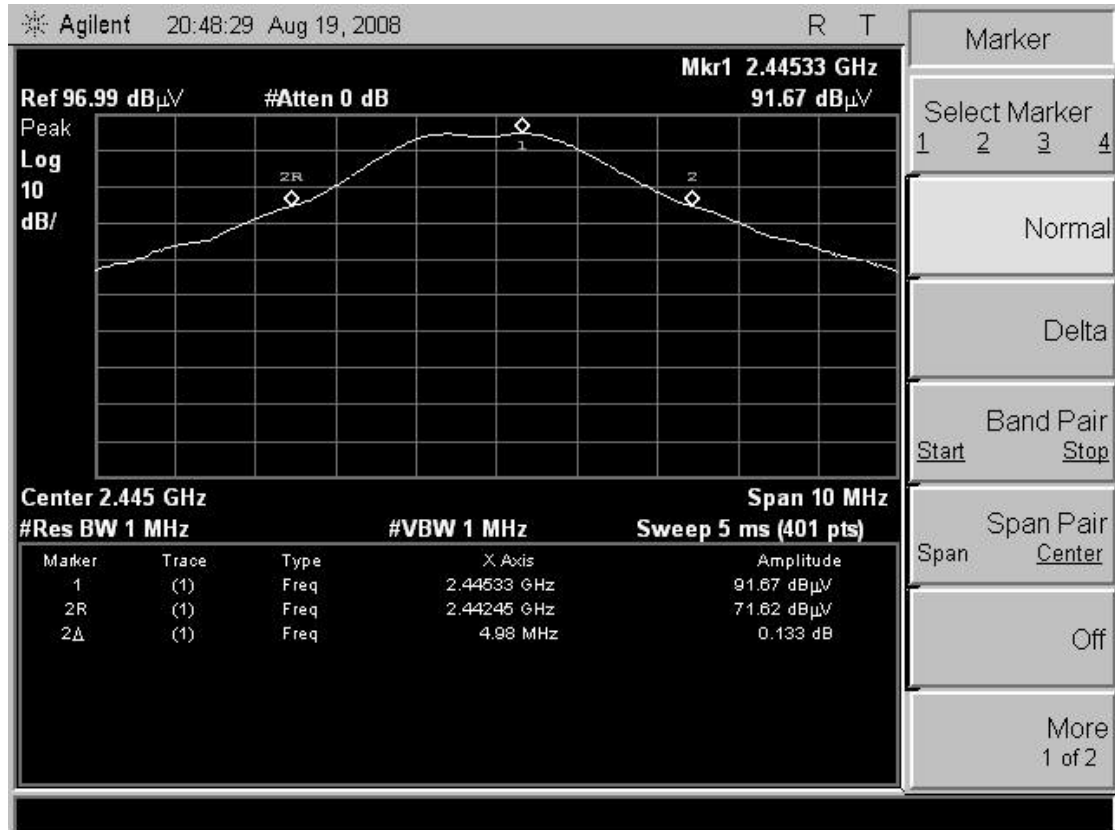 Agilent 20:48:29 Aug 19, 2008 R T
Mkr1 2.44533 GHz
Ref 96.99 dBμV #Atten 0 dB 91.67 dBμV
Peak
Log
10
dB/
1
2R
2
Center 2.445 GHz Span 10 MHz
#Res BW 1 MHz #VBW 1 MHz Sweep 5 ms (401 pts)
Marker Trace Type X Axis Amplitude
1 (1) Freq 2.44533 GHz 91.67 dBμV
2R (1) Freq 2.44245 GHz 71.62 dBμV
2Δ (1) Freq 4.98 MHz 0.133 dB
Marker
Select Marker
1 2 3 4
Normal
Delta
Band Pair
Start Stop
Span Pair
Span Center
Off
More
1 of 2